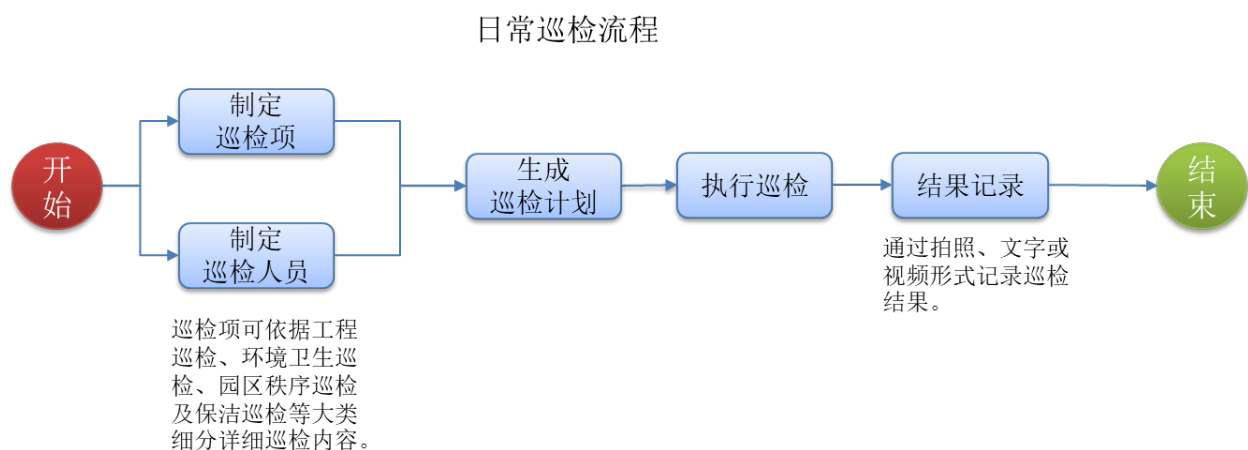 日常巡检流程
开
始
制定
巡检项
制定
巡检人员
巡检项可依据工程
巡检、环境卫生巡
检、园区秩序巡检
及保洁巡检等大类
细分详细巡检内容。
生成
巡检计划
执行巡检
结果记录
通过拍照、文字或
视频形式记录巡检
结果。
结
束